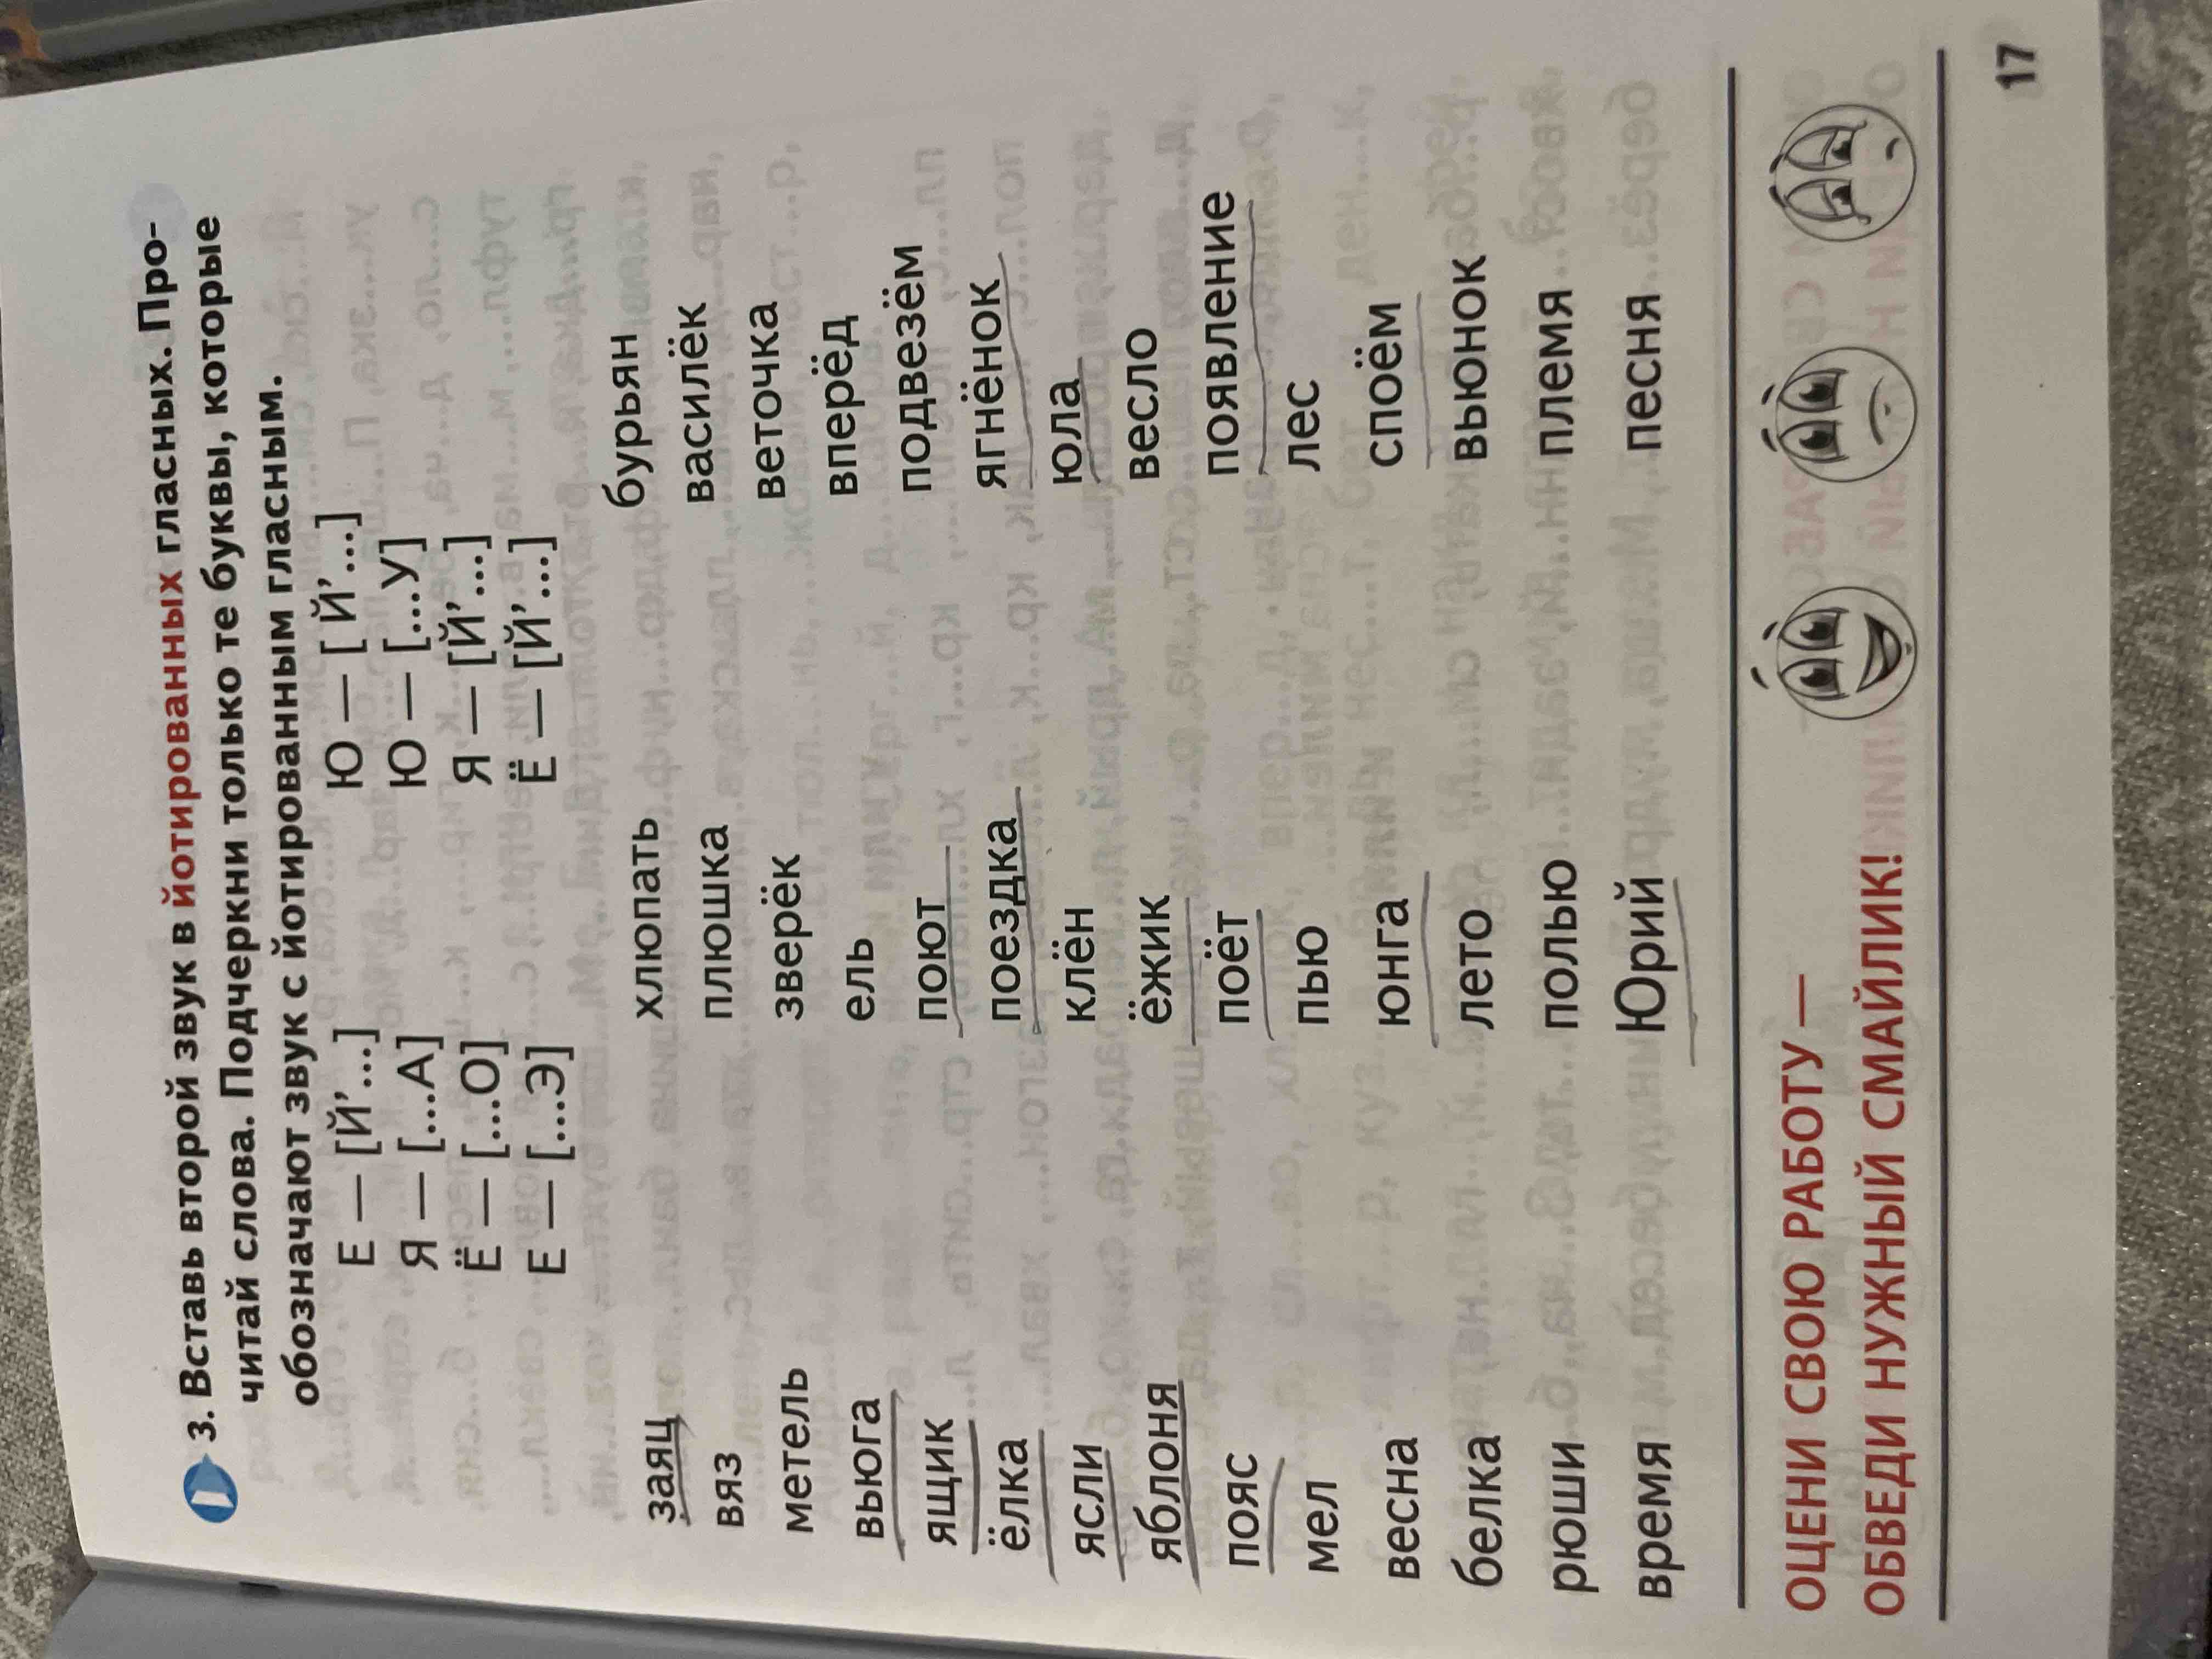 3. Вставь второй звук в йотированных гласных. Про-
читай слова. Подчеркни только те буквы, которые
обозначают звук с йотированным гласным.
Е — [Й’...] Ю — [ Й’...]
Я — [...А] Ю — [...У]
Ё — [...О] Я — [Й’...]
Е — [...Э] Ё — [Й’...]
заяц хлюпать бурьян
вяз плюшка василёк
метель зверёк веточка
вьюга ель вперёд
ящик поют подвезём
ёлка поездка ягнёнок
ясли клён юла
яблоня ёжик весло
пояс поёт появление
мел пью лес
весна юнга споём
белка лето вьюнок
рюши полью племя
время Юрий песня
ОЦЕНИ СВОЮ РАБОТУ —
ОБВЕДИ НУЖНЫЙ СМАЙЛИК!
17